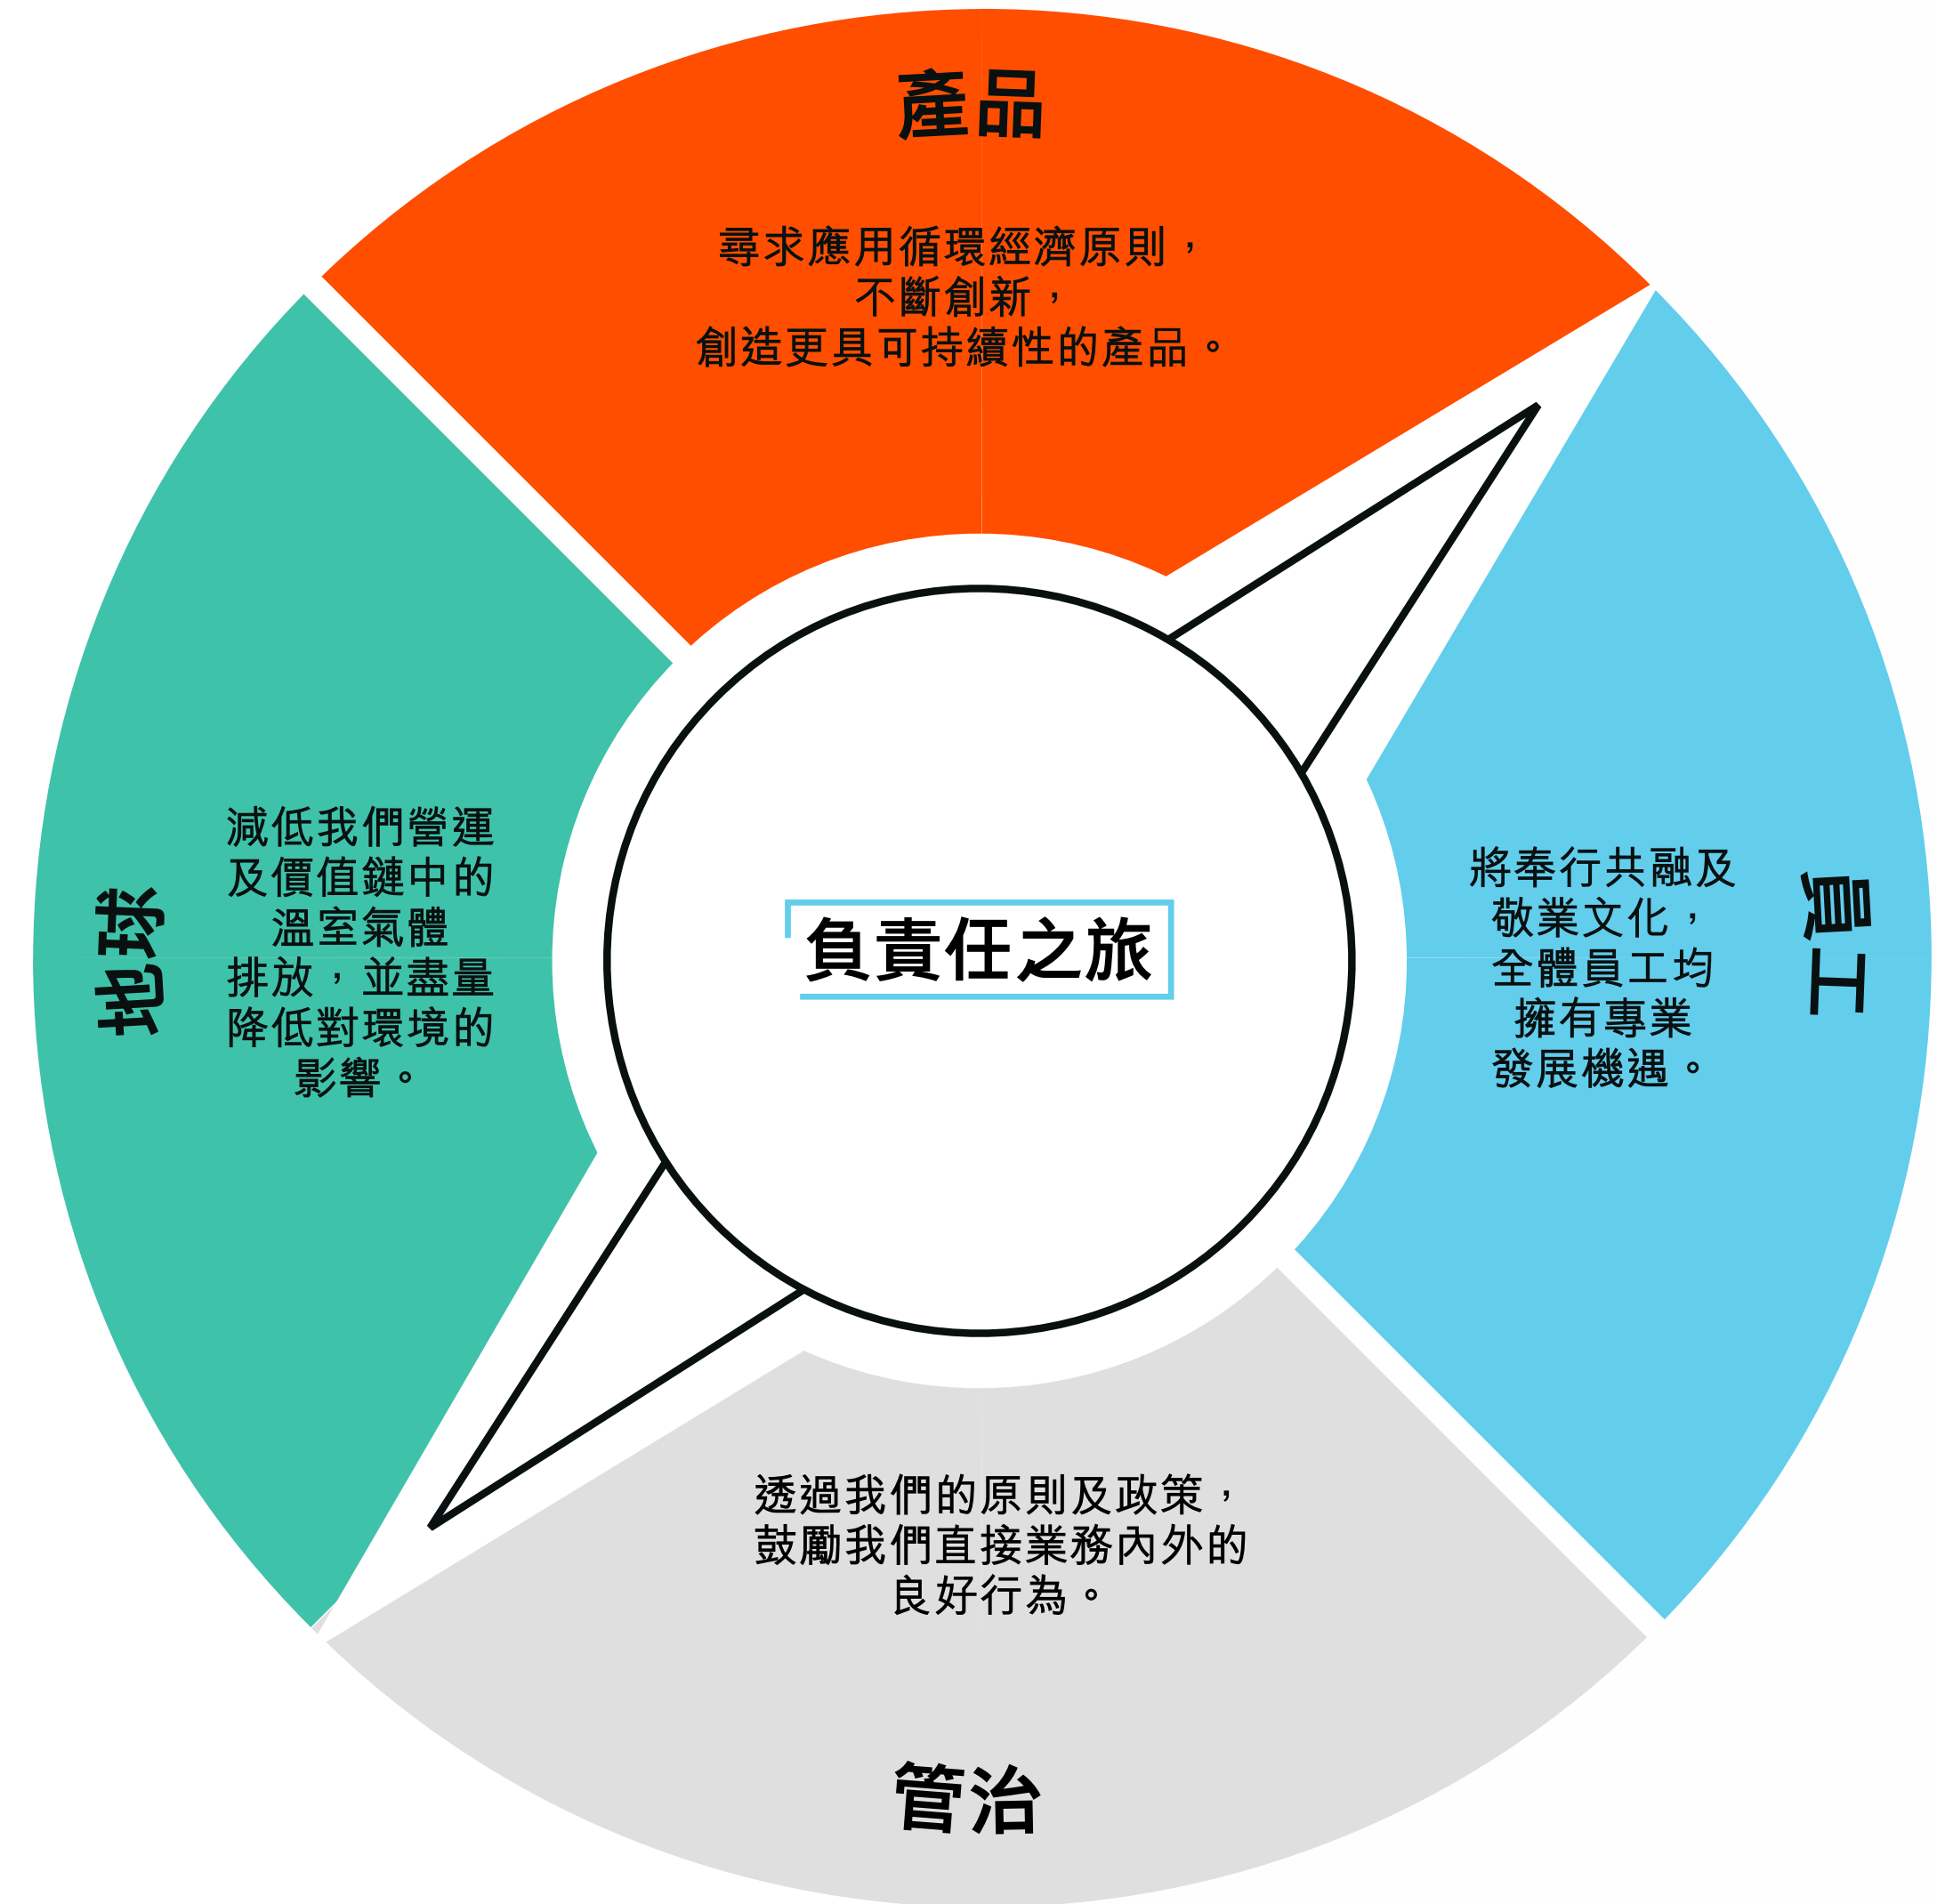 產品
尋求應用循環經濟原則，
不斷創新，
創造更具可持續性的產品。
地球
減低我們營運
及價值鏈中的
溫室氣體
排放，並盡量
降低對環境的
影響。
負責任之旅
將奉行共融及
敬業文化，
全體員工均
擁有專業
發展機遇。
員工
透過我們的原則及政策，
鼓勵我們直接業務內外的
良好行為。
管治